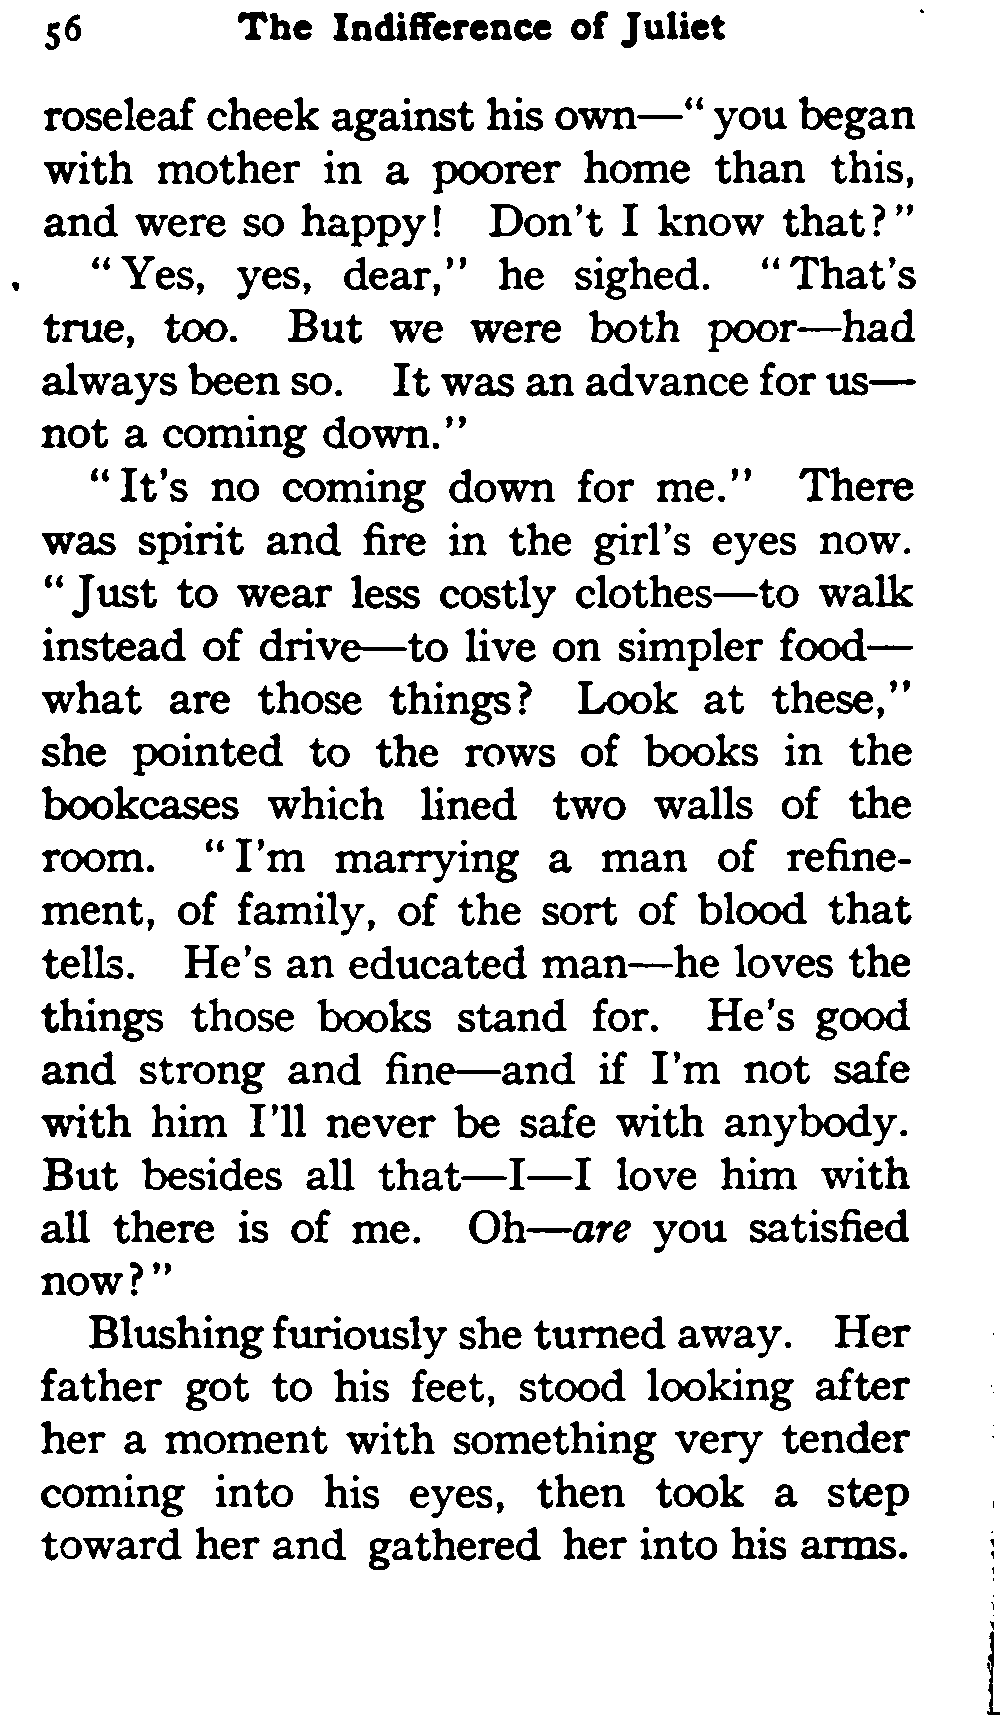 56 The Indifference of Juliet
roseleaf cheek against his own—“you began
with mother in a poorer home than this,
and were so happy! Don't I know that?”
“Yes, yes, dear,” he sighed. “That's
true, too. But we were both poor—had
always been so. It was an advance for us—
not a coming down.”
“It's no coming down for me.” There
was spirit and fire in the girl's eyes now.
“Just to wear less costly clothes—to walk
instead of drive—to live on simpler food—
what are those things? Look at these,”
she pointed to the rows of books in the
bookcases which lined two walls of the
room. “I'm marrying a man of refine-
ment, of family, of the sort of blood that
tells. He's an educated man—he loves the
things those books stand for. He's good
and strong and fine—and if I'm not safe
with him I'll never be safe with anybody.
But besides all that—I—I love him with
all there is of me. Oh—are you satisfied
now?”
Blushing furiously she turned away. Her
father got to his feet, stood looking after
her a moment with something very tender
coming into his eyes, then took a step
toward her and gathered her into his arms.